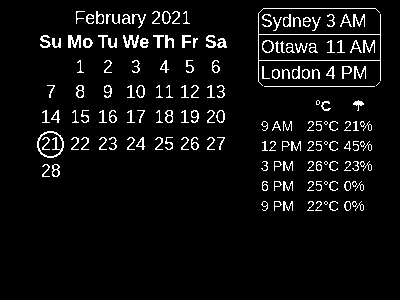 February 2021
Su Mo Tu We Th Fr Sa
1 2 3 4 5 6
7 8 9 10 11 12 13
14 15 16 17 18 19 20
21 22 23 24 25 26 27
28
Sydney 3 AM
Ottawa 11 AM
London 4 PM
°C ☂
9 AM 25°C 21%
12 PM 25°C 45%
3 PM 26°C 23%
6 PM 25°C 0%
9 PM 22°C 0%